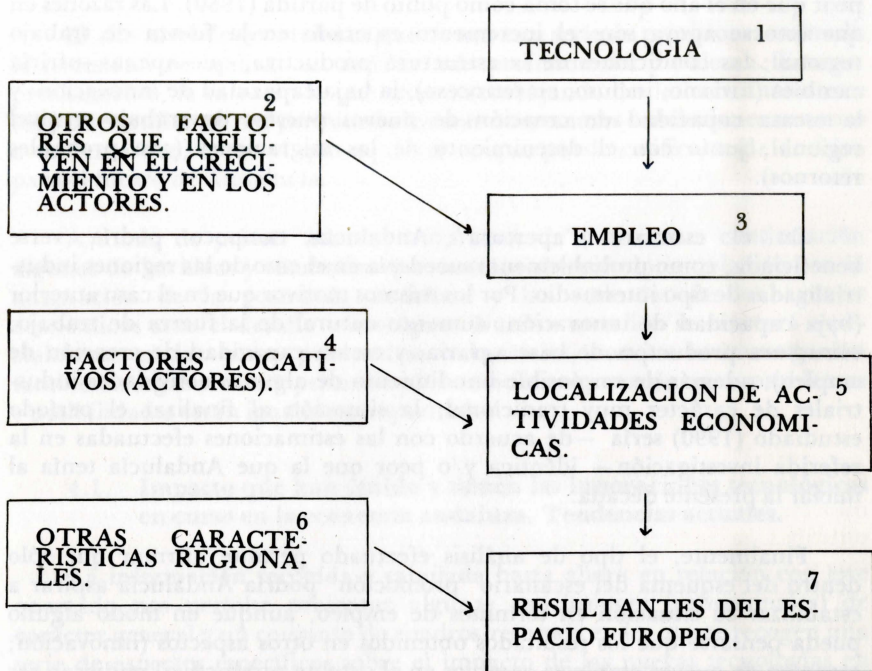 1
TECNOLOGIA
2
OTROS FACTO-
RES QUE INFLU-
YEN EN EL CRECI-
MIENTO Y EN LOS
ACTORES.
3
EMPLEO
4
FACTORES LOCATI-
VOS (ACTORES).
5
LOCALIZACION DE AC-
TIVIDADES ECONOMI-
CAS.
6
OTRAS CARACTE-
RISTICAS REGIONA-
LES.
7
RESULTANTES DEL ES-
PACIO EUROPEO.